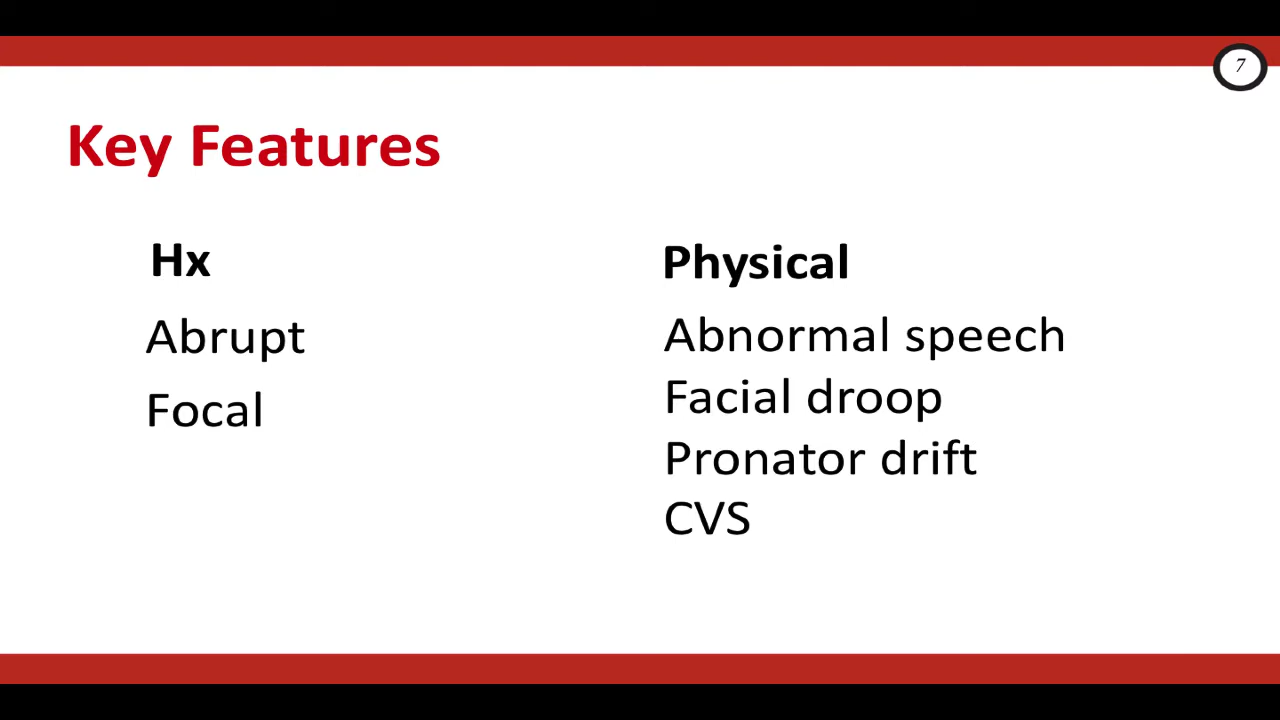 7
Key Features
Hx
Abrupt
Focal
Physical
Abnormal speech
Facial droop
Pronator drift
CVS